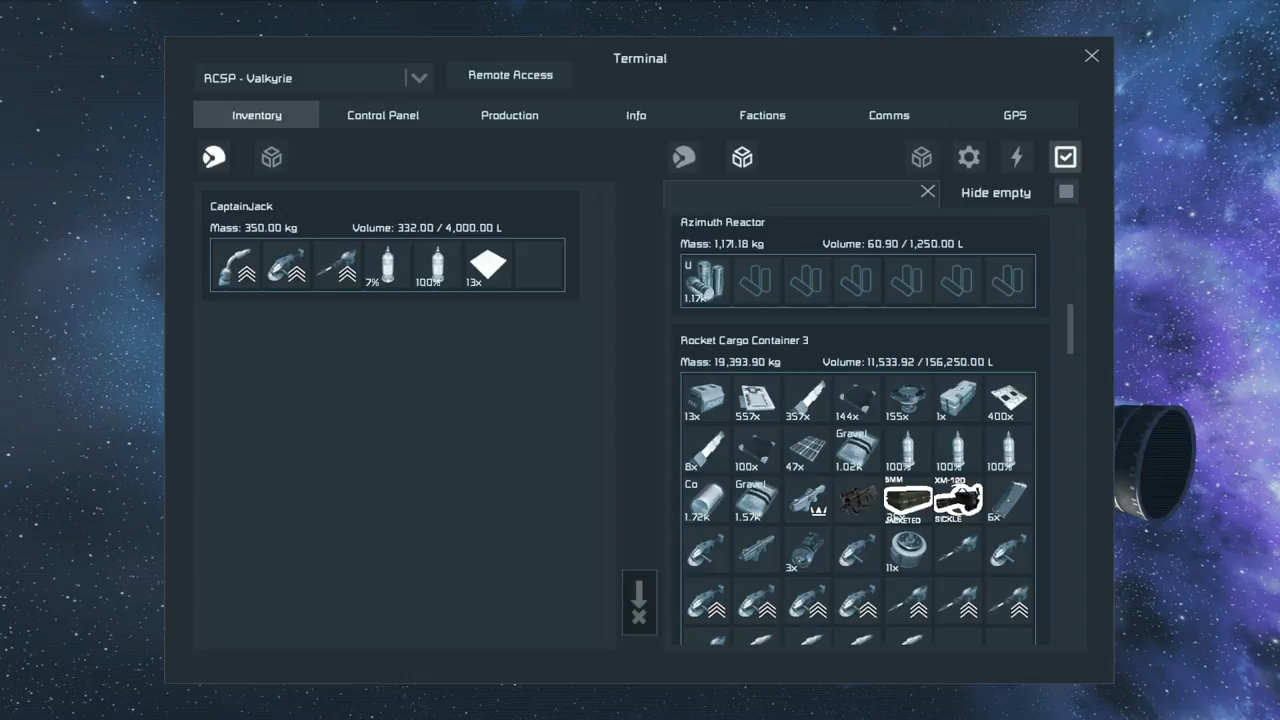 Terminal
RCSP - Valkyrie
Remote Access
Inventory
Control Panel
Production
Info
Factions
Comms
GPS
Hide empty
CaptainJack
Mass: 350.00 kg
Volume: 332.00 / 4,000.00 L
7%
100%
13x
Azimuth Reactor
Mass: 1,171.18 kg
Volume: 60.90 / 1,250.00 L
U
1.17K
Rocket Cargo Container 3
Mass: 19,393.90 kg
Volume: 11,533.92 / 156,250.00 L
13x
557x
357x
144x
155x
1x
400x
8x
100x
47x
Gravel
1.02K
100%
100%
100%
Co
1.72K
Gravel
1.57K
5MM
JACKETED
XM-120
SICKLE
6x
3x
11x